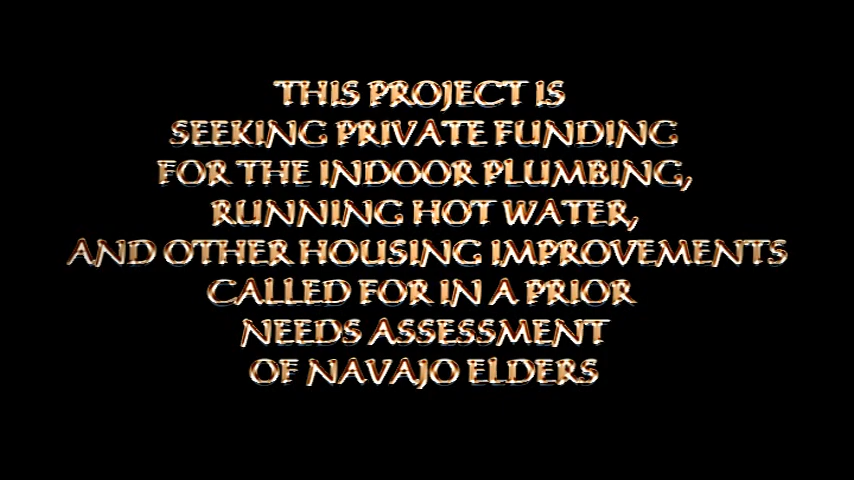 THIS PROJECT IS
SEEKING PRIVATE FUNDING
FOR THE INDOOR PLUMBING,
RUNNING HOT WATER,
AND OTHER HOUSING IMPROVEMENTS
CALLED FOR IN A PRIOR
NEEDS ASSESSMENT
OF NAVAJO ELDERS